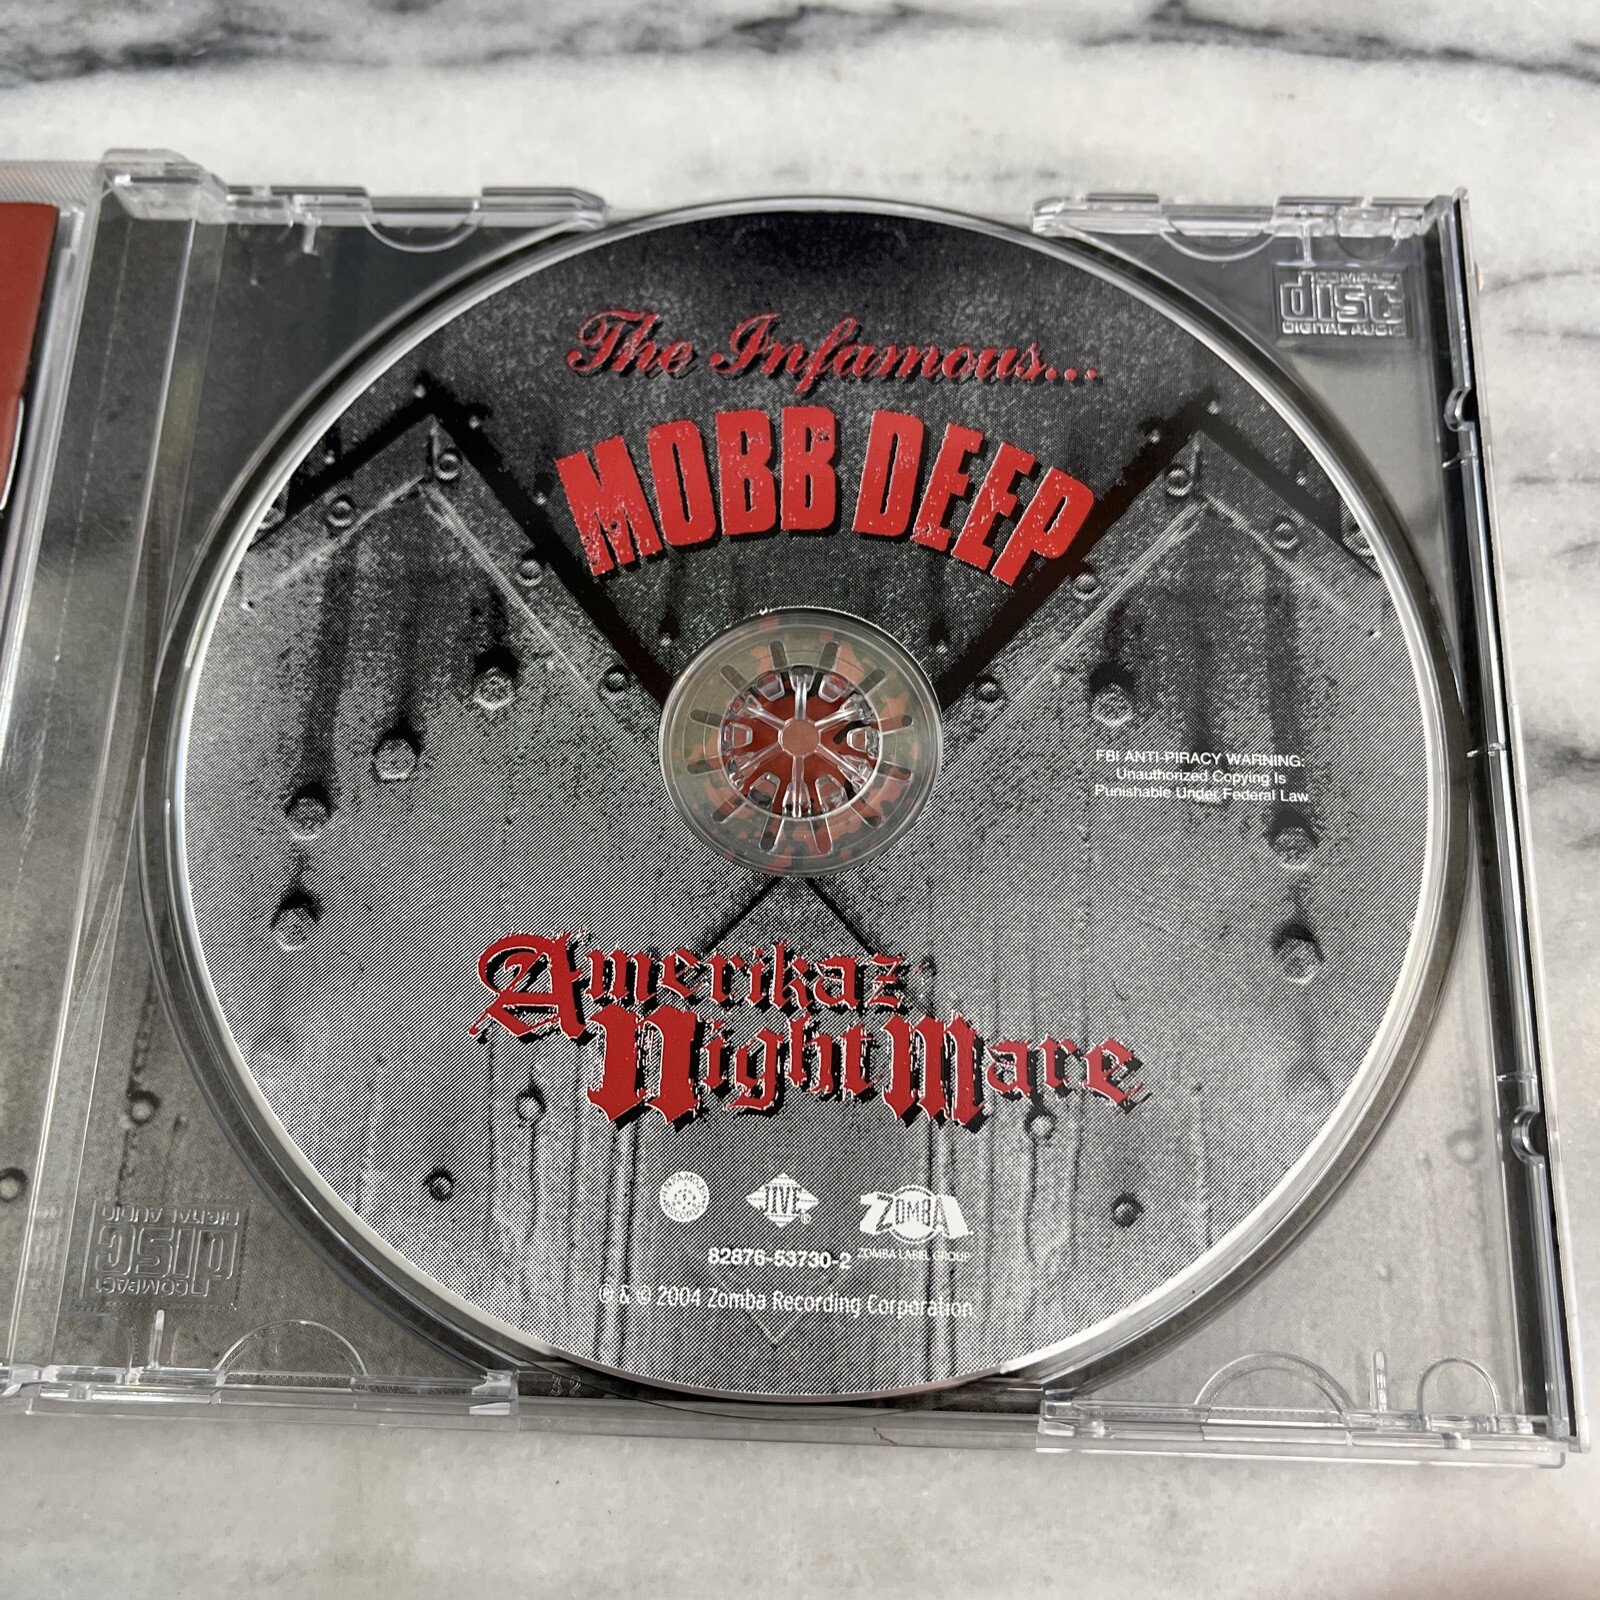 COMPACT
disc
DIGITAL AUDIO
The Infamous...
MOBB DEEP
FBI ANTI-PIRACY WARNING:
Unauthorized Copying Is
Punishable Under Federal Law
Amerikaz
NightMare
JIVE
ZOMBA
ZOMBA LABEL GROUP
82876-53730-2
℗ & © 2004 Zomba Recording Corporation
COMPACT
disc
DIGITAL AUDIO
32